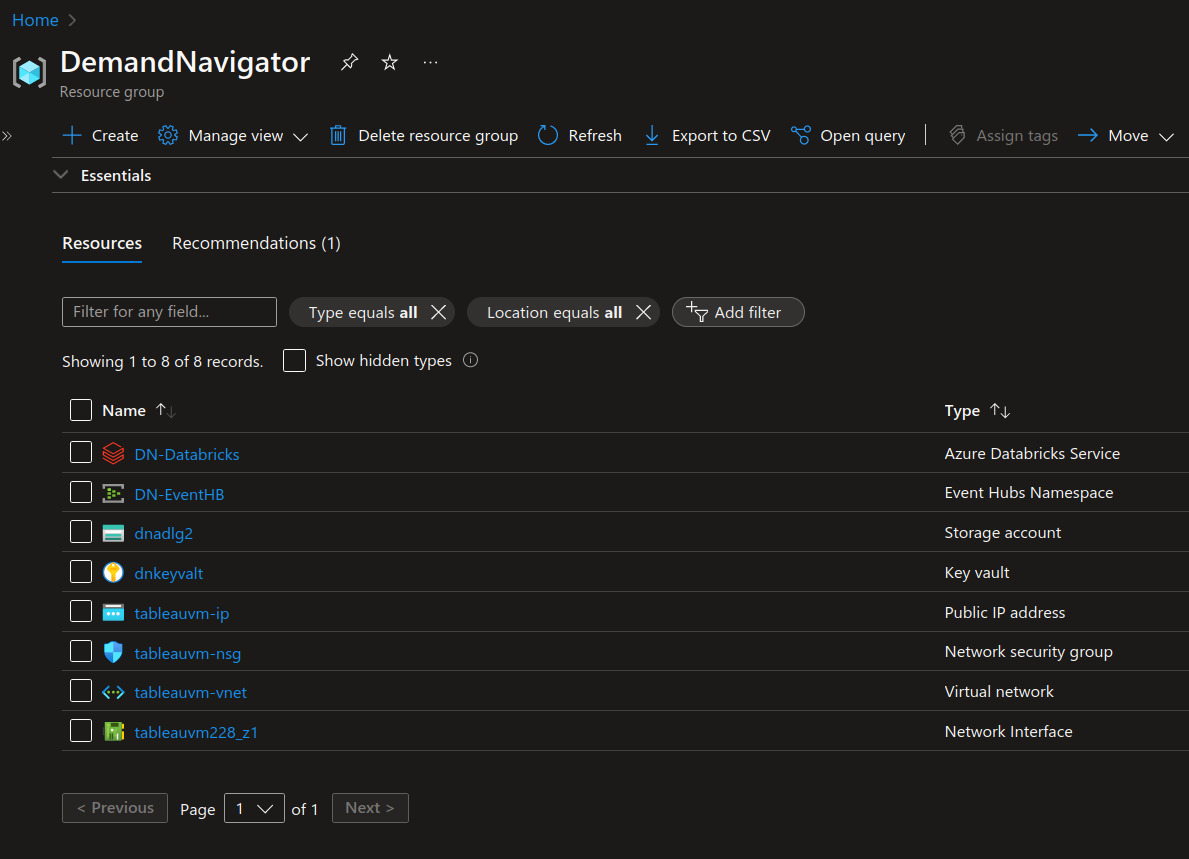 Home
DemandNavigator
Resource group
Create Manage view Delete resource group Refresh Export to CSV Open query Assign tags Move
Essentials
Resources Recommendations (1)
Filter for any field... Type equals all Location equals all Add filter
Showing 1 to 8 of 8 records. Show hidden types
Name Type
DN-Databricks Azure Databricks Service
DN-EventHB Event Hubs Namespace
dnadlg2 Storage account
dnkeyvalt Key vault
tableauvm-ip Public IP address
tableauvm-nsg Network security group
tableauvm-vnet Virtual network
tableauvm228_z1 Network Interface
< Previous Page 1 of 1 Next >